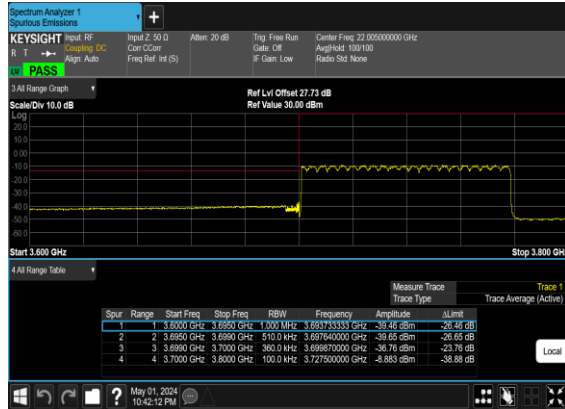 Spectrum Analyzer 1
Spurious Emissions
KEYSIGHT Input: RF Input Z: 50 Ω Atten: 20 dB Trig: Free Run Center Freq: 22.005000000 GHz
R T Coupling: DC Corr CCorr Gate: Off Avg|Hold: 100/100
Align: Auto Freq Ref: Int (S) IF Gain: Low Radio Std: None
PASS
3 All Range Graph
Ref Lvl Offset 27.73 dB
Scale/Div 10.0 dB Ref Value 30.00 dBm
Log
20.0
10.0
0.00
-10.0
-20.0
-30.0
-40.0
-50.0
-60.0
Start 3.600 GHz Stop 3.800 GHz
4 All Range Table
Measure Trace Trace 1
Trace Type Trace Average (Active)
Spur Range Start Freq Stop Freq RBW Frequency Amplitude ΔLimit
1 1 3.6000 GHz 3.6950 GHz 1.000 MHz 3.693733333 GHz -39.46 dBm -26.46 dB
2 2 3.6950 GHz 3.6990 GHz 510.0 kHz 3.697640000 GHz -39.65 dBm -26.65 dB
3 3 3.6990 GHz 3.7000 GHz 360.0 kHz 3.699870000 GHz -36.76 dBm -23.76 dB
4 4 3.7000 GHz 3.8000 GHz 100.0 kHz 3.727500000 GHz -8.883 dBm -38.88 dB
Local
May 01, 2024
10:42:12 PM